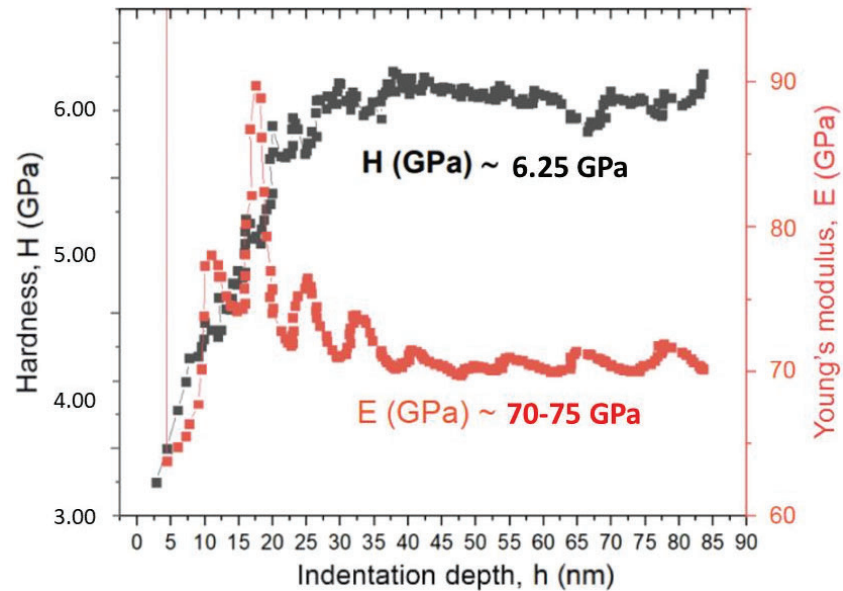 Hardness, H (GPa)
6.00
5.00
4.00
3.00
H (GPa) ~ 6.25 GPa
E (GPa) ~ 70-75 GPa
90
80
70
60
Young's modulus, E (GPa)
0 5 10 15 20 25 30 35 40 45 50 55 60 65 70 75 80 85 90
Indentation depth, h (nm)